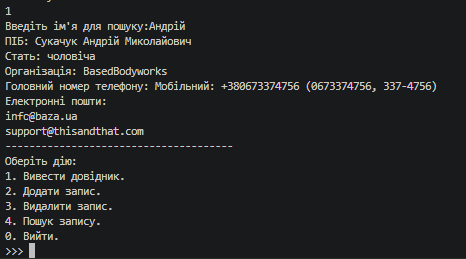 1
Введіть ім'я для пошуку:Андрій
ПІБ: Сукачук Андрій Миколайович
Стать: чоловіча
Організація: BasedBodyworks
Головний номер телефону: Мобільний: +380673374756 (0673374756, 337-4756)
Електронні пошти:
infc@baza.ua
support@thisandthat.com
-------------------------------------
Оберіть дію:
1. Вивести довідник.
2. Додати запис.
3. Видалити запис.
4. Пошук запису.
0. Вийти.
>>>